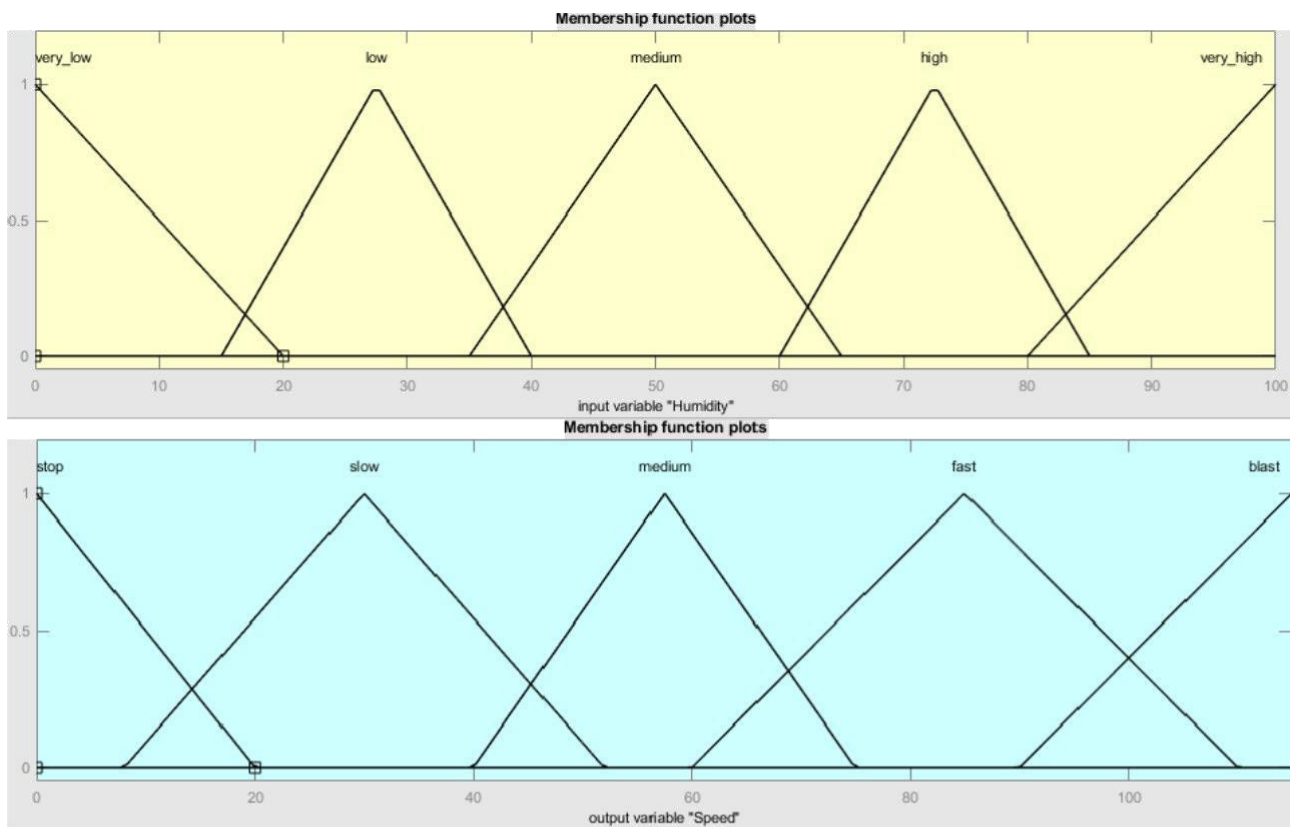 Membership function plots
very_low low medium high very_high
1
0.5
0
0 10 20 30 40 50 60 70 80 90 100
input variable "Humidity"
Membership function plots
stop slow medium fast blast
1
0.5
0
0 20 40 60 80 100
output variable "Speed"